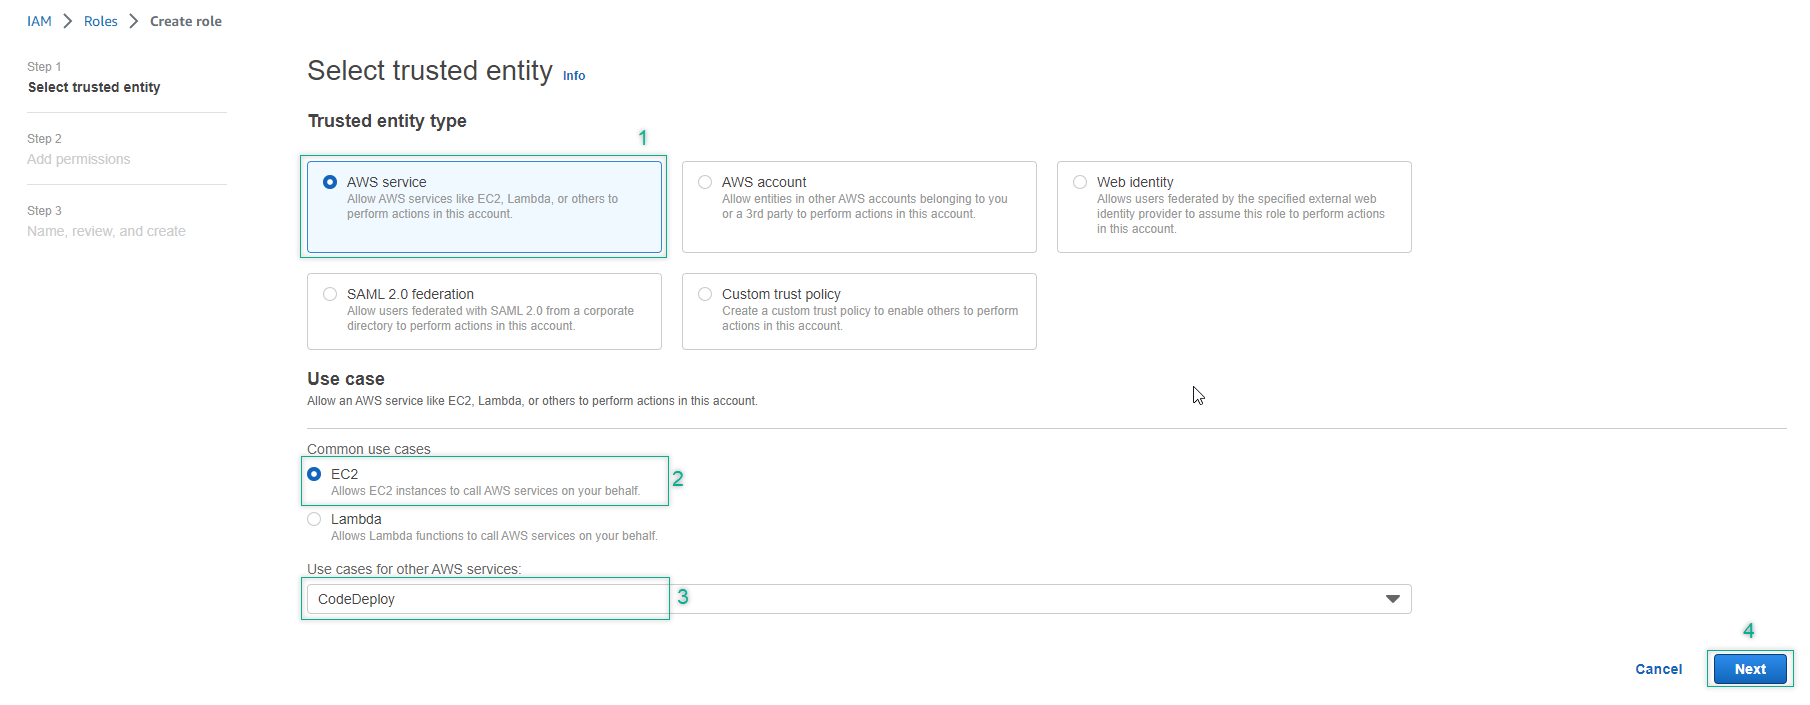 IAM > Roles > Create role
Step 1
Select trusted entity
Step 2
Add permissions
Step 3
Name, review, and create
Select trusted entity Info
Trusted entity type
1
AWS service
Allow AWS services like EC2, Lambda, or others to
perform actions in this account.
AWS account
Allow entities in other AWS accounts belonging to you
or a 3rd party to perform actions in this account.
Web identity
Allows users federated by the specified external web
identity provider to assume this role to perform actions
in this account.
SAML 2.0 federation
Allow users federated with SAML 2.0 from a corporate
directory to perform actions in this account.
Custom trust policy
Create a custom trust policy to enable others to perform
actions in this account.
Use case
Allow an AWS service like EC2, Lambda, or others to perform actions in this account.
Common use cases
EC2
Allows EC2 instances to call AWS services on your behalf.
2
Lambda
Allows Lambda functions to call AWS services on your behalf.
Use cases for other AWS services:
CodeDeploy
3
4
Cancel
Next